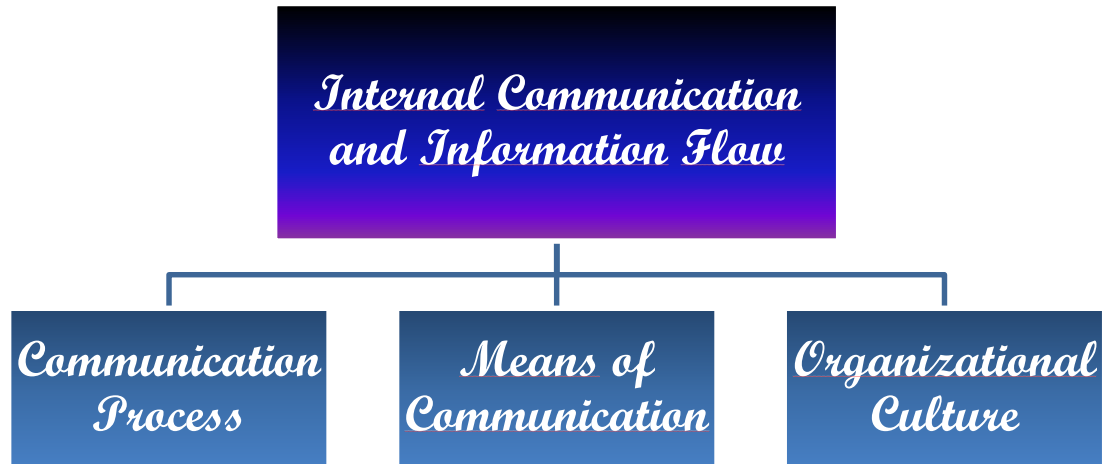 Internal Communication
and Information Flow
Communication
Process
Means of
Communication
Organizational
Culture